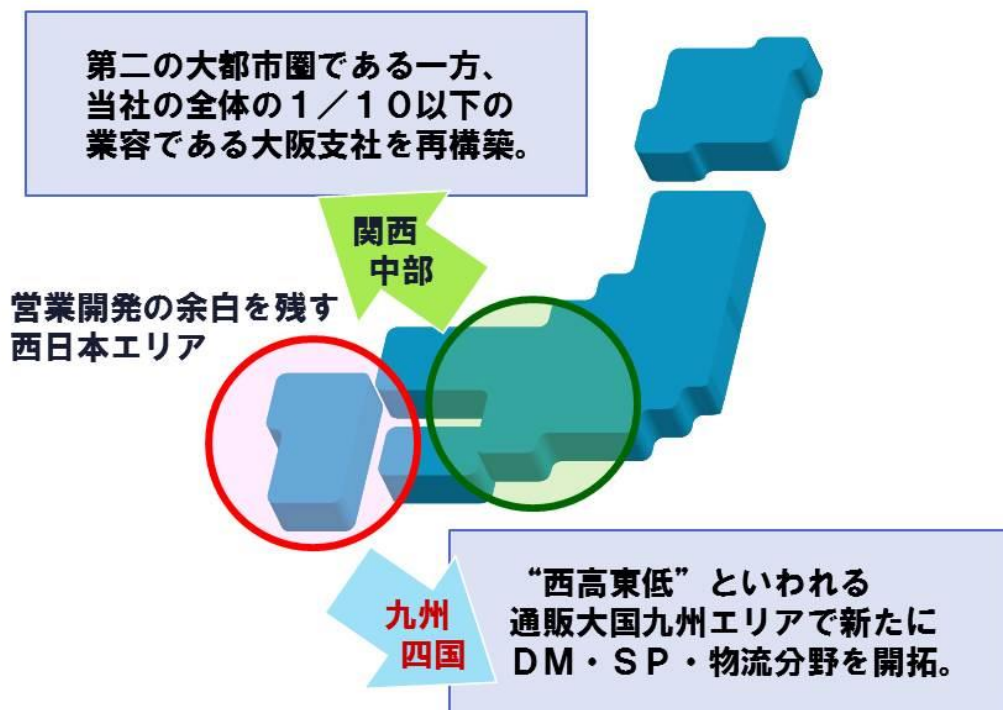 第二の大都市圏である一方、
当社の全体の１／１０以下の
業容である大阪支社を再構築。
関西
中部
営業開発の余白を残す
西日本エリア
九州
四国
“西高東低”といわれる
通販大国九州エリアで新たに
ＤＭ・ＳＰ・物流分野を開拓。